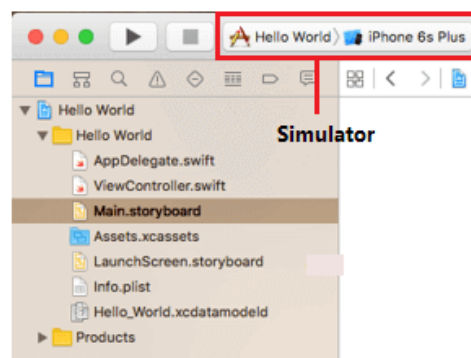 Hello World iPhone 6s Plus
Hello World
Hello World
Simulator
AppDelegate.swift
ViewController.swift
Main.storyboard
Assets.xcassets
LaunchScreen.storyboard
Info.plist
Hello_World.xcdatamodeld
Products